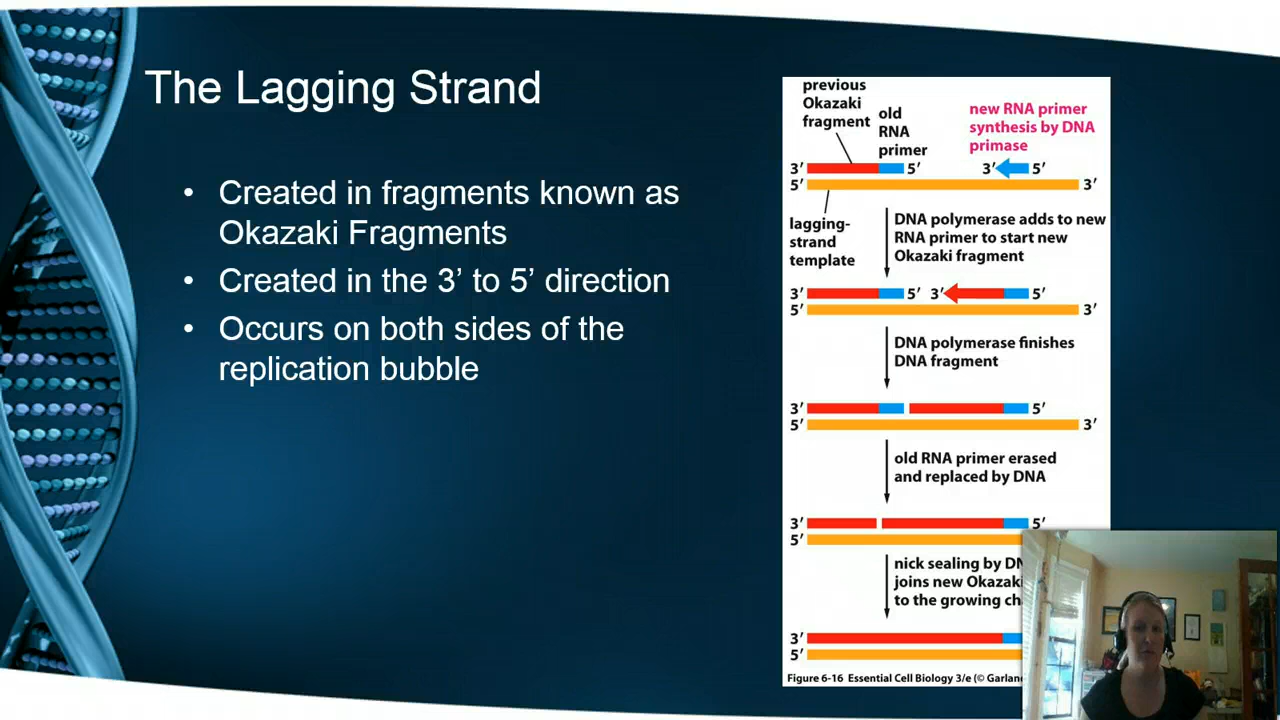 The Lagging Strand
• Created in fragments known as
Okazaki Fragments
• Created in the 3’ to 5’ direction
• Occurs on both sides of the
replication bubble
previous
Okazaki
fragment
old
RNA
primer
new RNA primer
synthesis by DNA
primase
3′ 5′ 3′ 5′
5′ 3′
lagging-
strand
template
DNA polymerase adds to new
RNA primer to start new
Okazaki fragment
3′ 5′ 3′ 5′
5′ 3′
DNA polymerase finishes
DNA fragment
3′ 5′
5′ 3′
old RNA primer erased
and replaced by DNA
3′ 5′
5′
nick sealing by
joins new Okazaki
to the growing
3′
5′
Figure 6-16 Essential Cell Biology 3/e (©